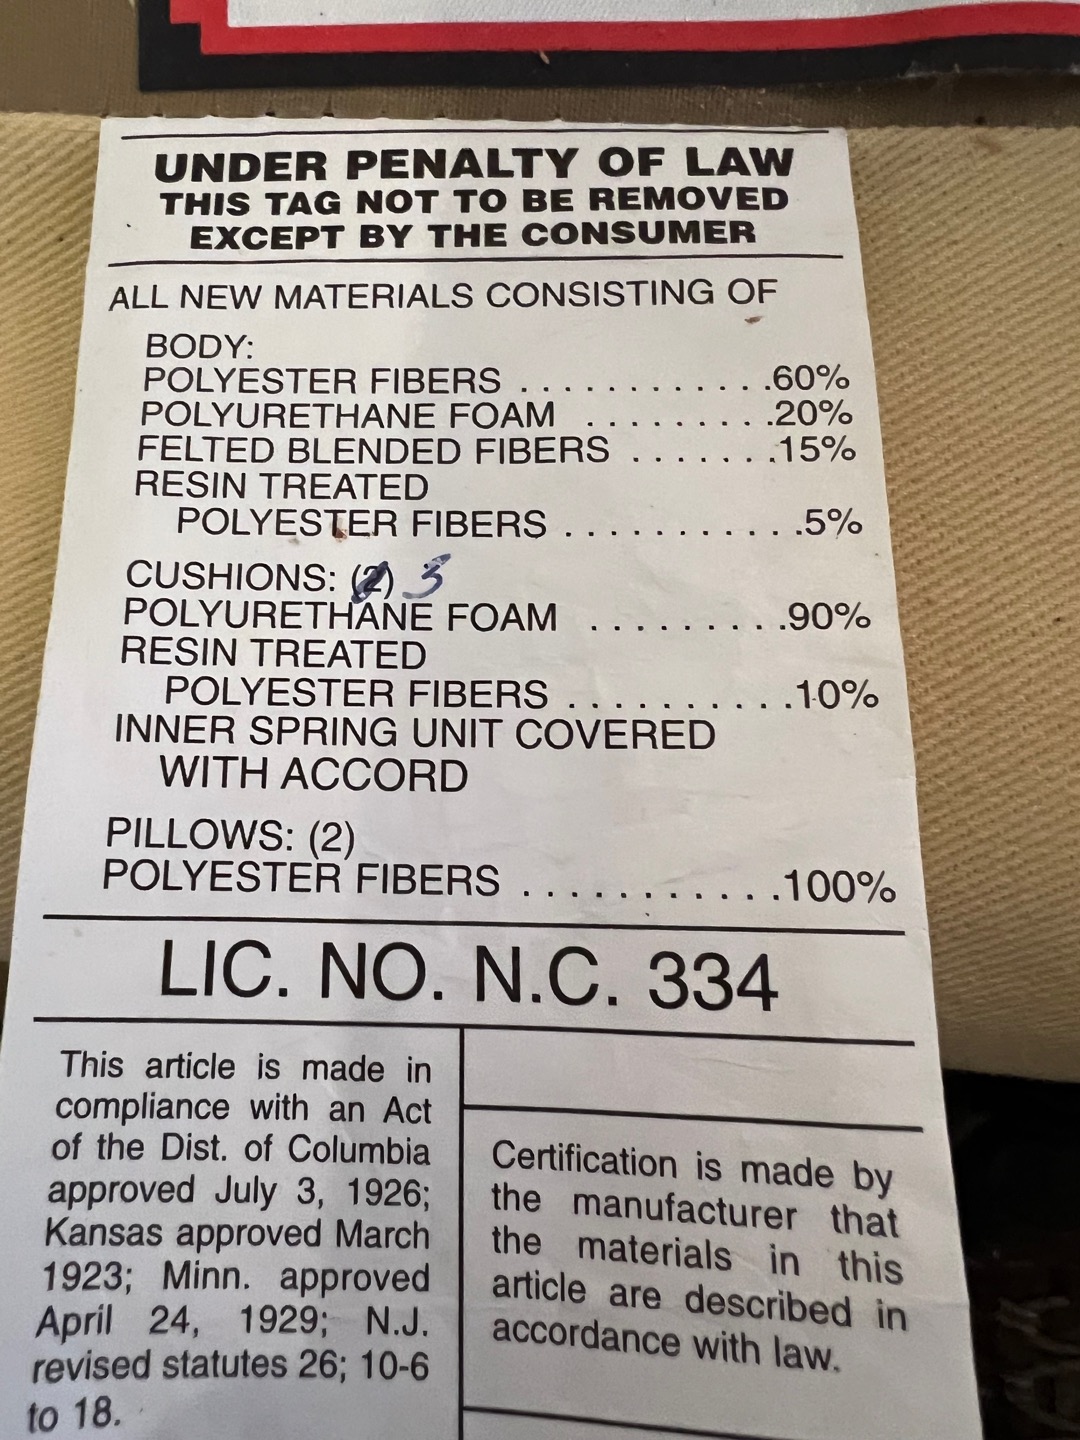 UNDER PENALTY OF LAW
THIS TAG NOT TO BE REMOVED
EXCEPT BY THE CONSUMER
ALL NEW MATERIALS CONSISTING OF
BODY:
POLYESTER FIBERS . . . . . . . . . . . .60%
POLYURETHANE FOAM . . . . . . . . .20%
FELTED BLENDED FIBERS . . . . . . .15%
RESIN TREATED
POLYESTER FIBERS . . . . . . . . . . .5%
CUSHIONS: (2) 3
POLYURETHANE FOAM . . . . . . . . .90%
RESIN TREATED
POLYESTER FIBERS . . . . . . . . . .10%
INNER SPRING UNIT COVERED
WITH ACCORD
PILLOWS: (2)
POLYESTER FIBERS . . . . . . . . . . .100%
LIC. NO. N.C. 334
This article is made in
compliance with an Act
of the Dist. of Columbia
approved July 3, 1926;
Kansas approved March
1923; Minn. approved
April 24, 1929; N.J.
revised statutes 26; 10-6
to 18.
Certification is made by
the manufacturer that
the materials in this
article are described in
accordance with law.